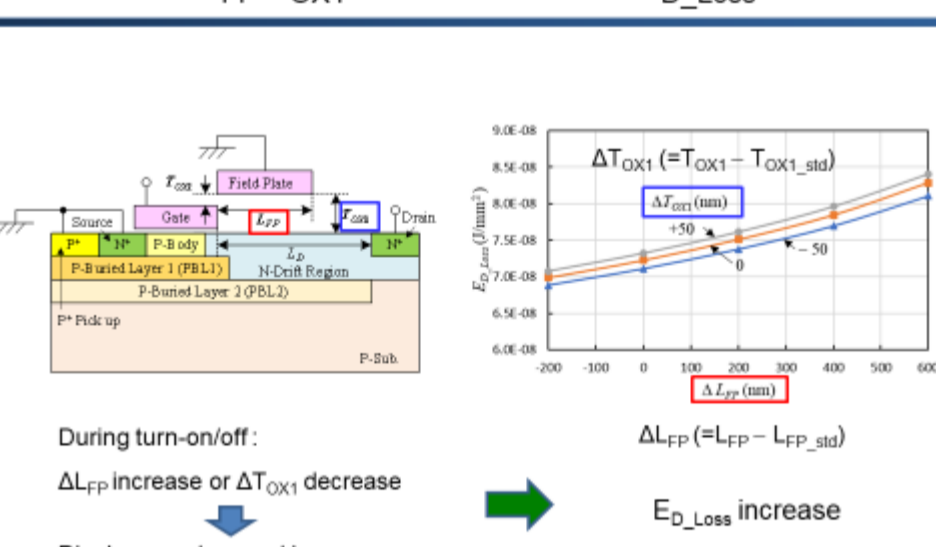 D_Loss
Field Plate
Gate
L_FP
Source
Drain
P+
N+
P-Body
L_D
N+
P-Buried Layer 1 (PBL1)
N-Drift Region
P-Buried Layer 2 (PBL2)
P+ Pick up
P-Sub.
9.0E-08
8.5E-08
8.0E-08
7.5E-08
7.0E-08
6.5E-08
6.0E-08
E_D_Loss (J/mm²)
ΔT_OX1 (=T_OX1 – T_OX1_std)
ΔT_OX1 (nm)
+50
0
– 50
-200 -100 0 100 200 300 400 500 600
ΔL_FP (nm)
ΔL_FP (=L_FP – L_FP_std)
During turn-on/off :
ΔL_FP increase or ΔT_OX1 decrease
E_D_Loss increase